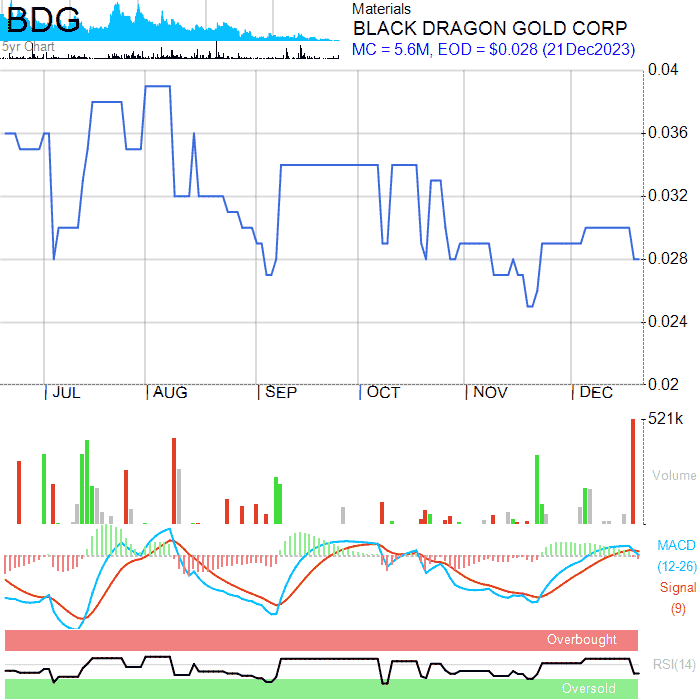 BDG
5yr Chart
Materials
BLACK DRAGON GOLD CORP
MC = 5.6M, EOD = $0.028 (21Dec2023)
0.04
0.036
0.032
0.028
0.024
0.02
JUL AUG SEP OCT NOV DEC
521k
Volume
MACD
(12-26)
Signal
(9)
Overbought
RSI(14)
Oversold